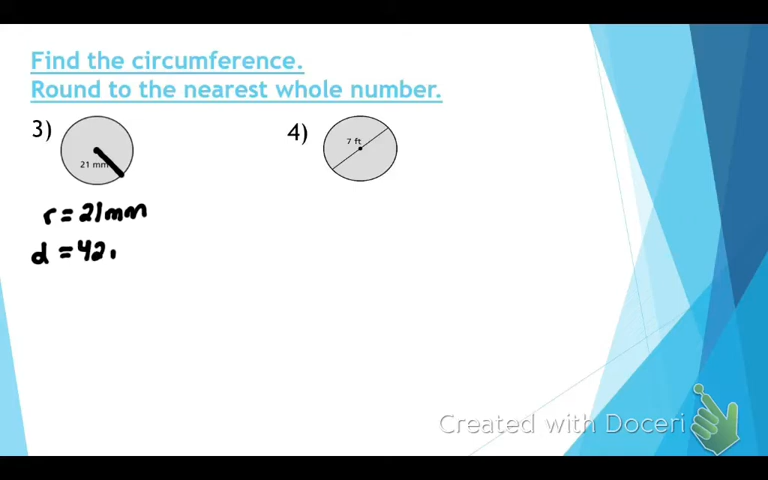 Find the circumference.
Round to the nearest whole number.
3)
21 mm
4)
7 ft
r = 21mm
d = 42
Created with Doceri